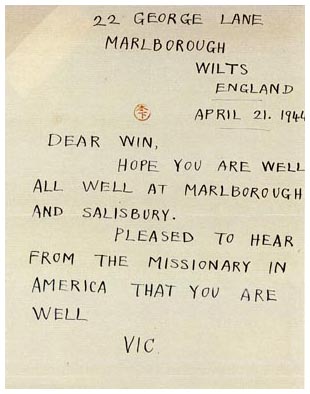 22 GEORGE LANE
MARLBOROUGH
WILTS
ENGLAND
APRIL 21. 1944
DEAR WIN,
HOPE YOU ARE WELL
ALL WELL AT MARLBOROUGH
AND SALISBURY.
PLEASED TO HEAR
FROM THE MISSIONARY IN
AMERICA THAT YOU ARE
WELL
VIC.